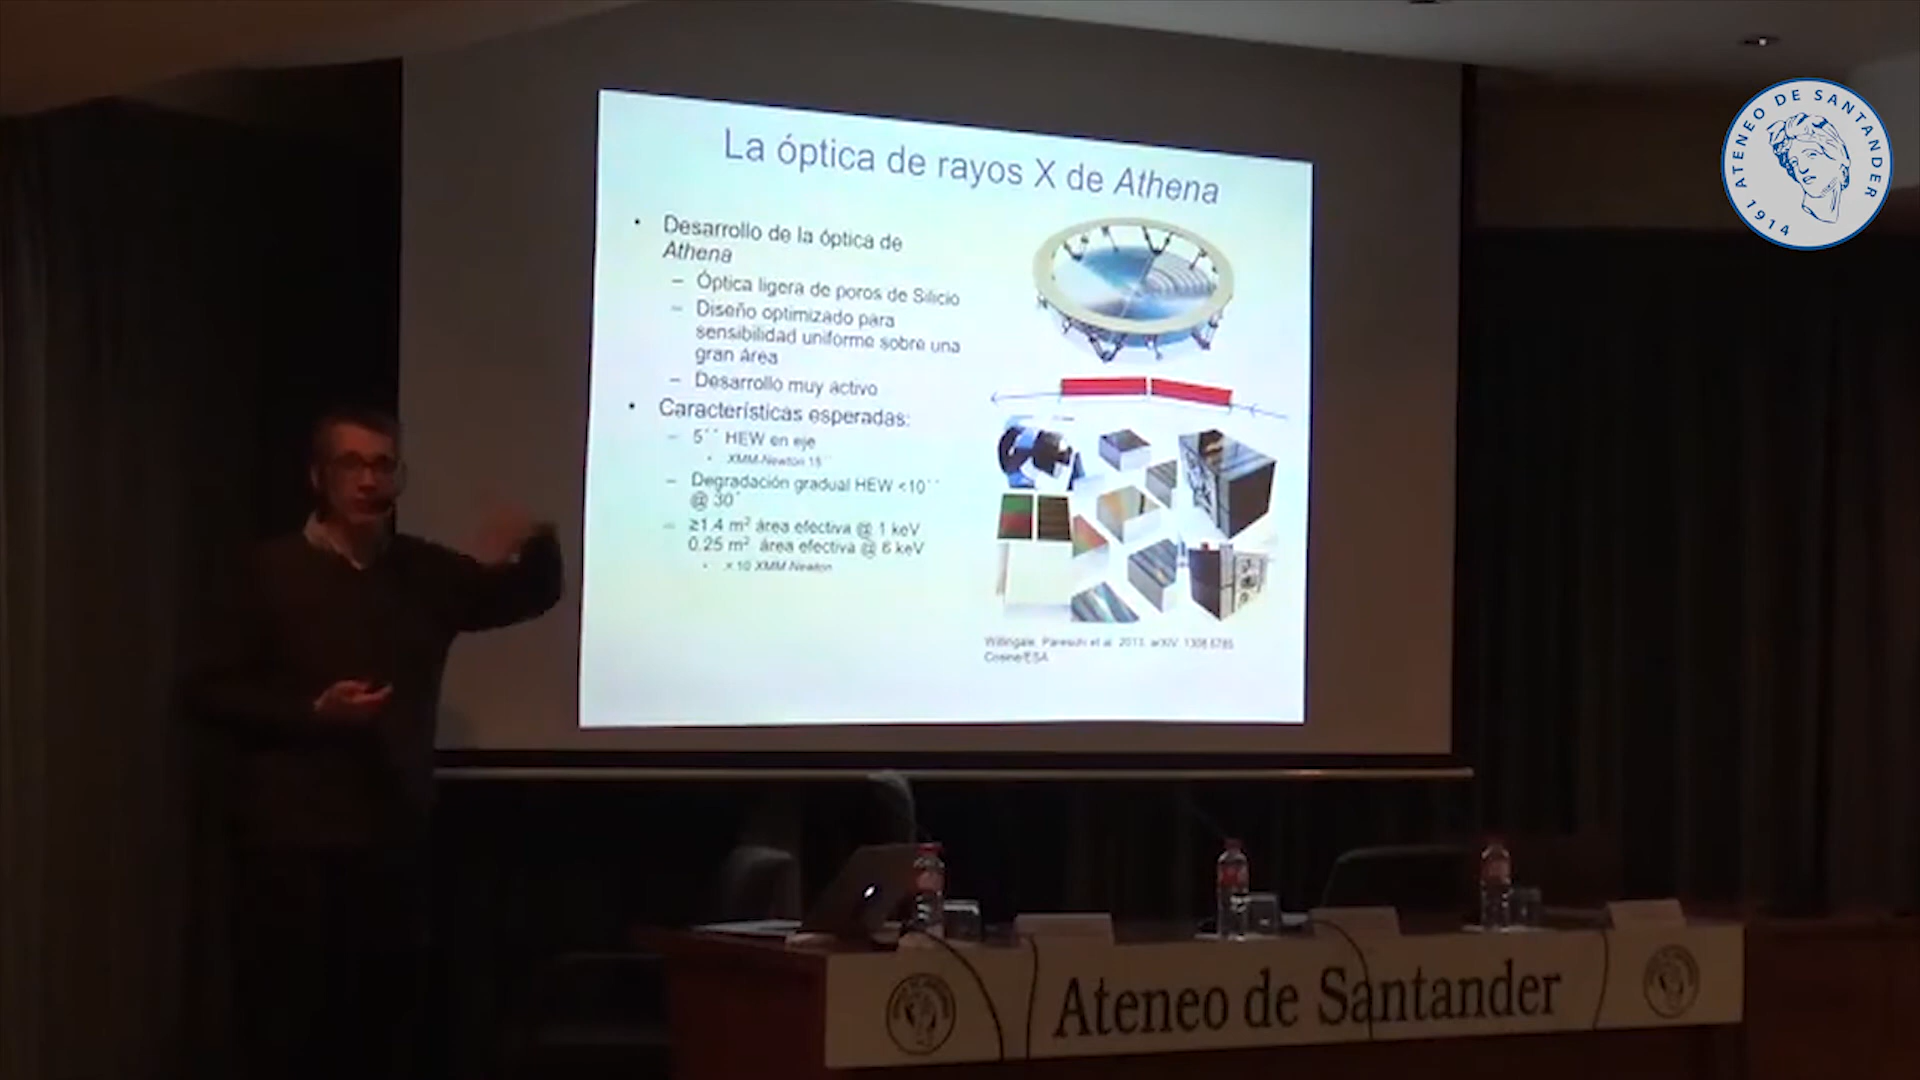 La óptica de rayos X de Athena
• Desarrollo de la óptica de
Athena
– Óptica ligera de poros de Silicio
– Diseño optimizado para
sensibilidad uniforme sobre una
gran área
– Desarrollo muy activo
• Características esperadas:
– 5´´ HEW en eje
• XMM-Newton 15´´
– Degradación gradual HEW <10´´
@ 30´
– ≥1.4 m² área efectiva @ 1 keV
0.25 m² área efectiva @ 6 keV
• × 10 XMM-Newton
Willingale, Pareschi et al. 2013, arXiV: 1308.6785
Cosine/ESA
ATENEO DE SANTANDER
1914
Ateneo de Santander